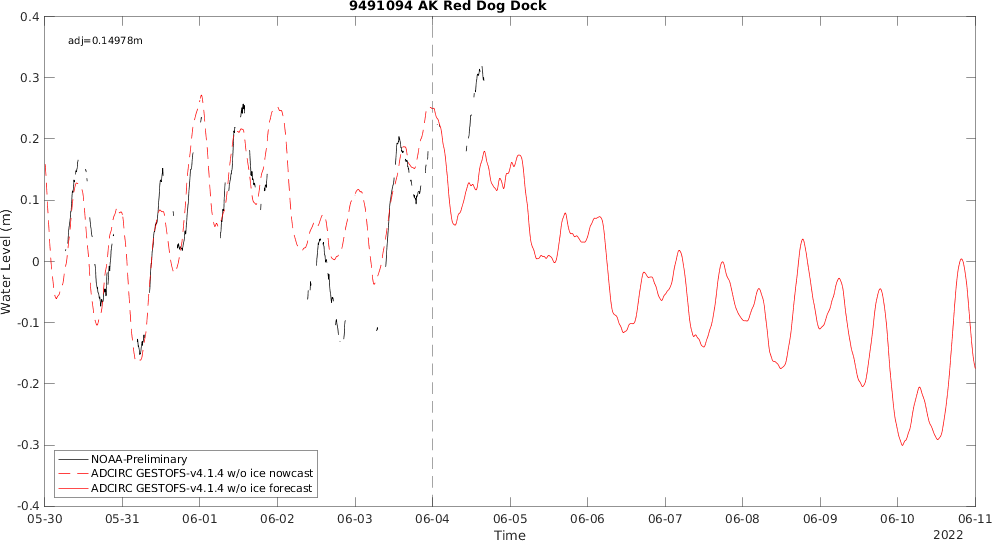 9491094 AK Red Dog Dock
adj=0.14978m
Water Level (m)
0.4
0.3
0.2
0.1
0
-0.1
-0.2
-0.3
-0.4
NOAA-Preliminary
ADCIRC GESTOFS-v4.1.4 w/o ice nowcast
ADCIRC GESTOFS-v4.1.4 w/o ice forecast
05-30 05-31 06-01 06-02 06-03 06-04 06-05 06-06 06-07 06-08 06-09 06-10 06-11
2022
Time